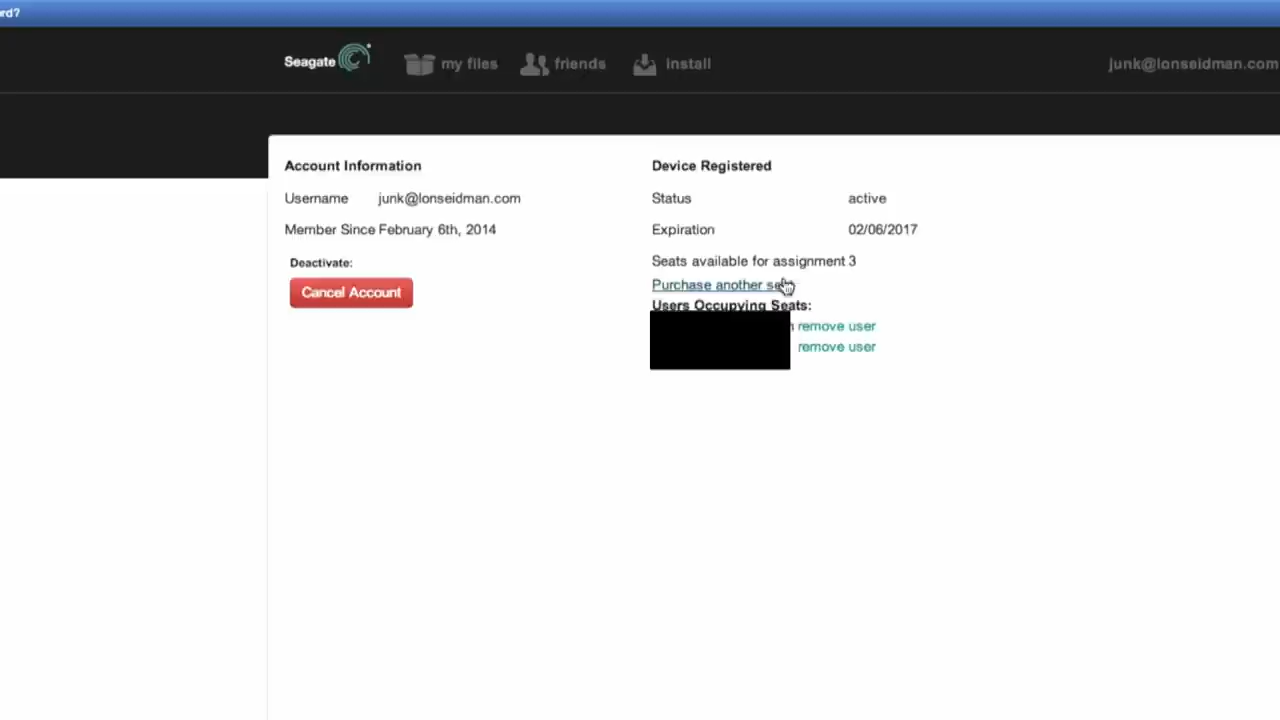 ord?
Seagate
my files
friends
install
junk@lonseidman.com
Account Information
Username junk@lonseidman.com
Member Since February 6th, 2014
Deactivate:
Cancel Account
Device Registered
Status active
Expiration 02/06/2017
Seats available for assignment 3
Purchase another
Users Occupying Seats:
remove user
remove user